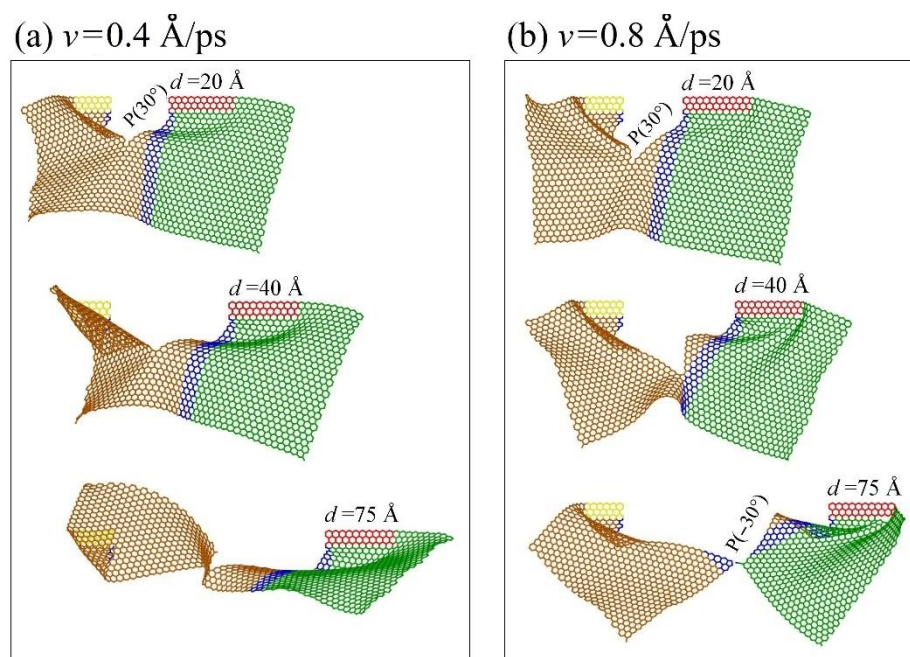 (a) v=0.4 Å/ps
d=20 Å
P(30°)
d=40 Å
d=75 Å
(b) v=0.8 Å/ps
d=20 Å
P(30°)
d=40 Å
d=75 Å
P(−30°)